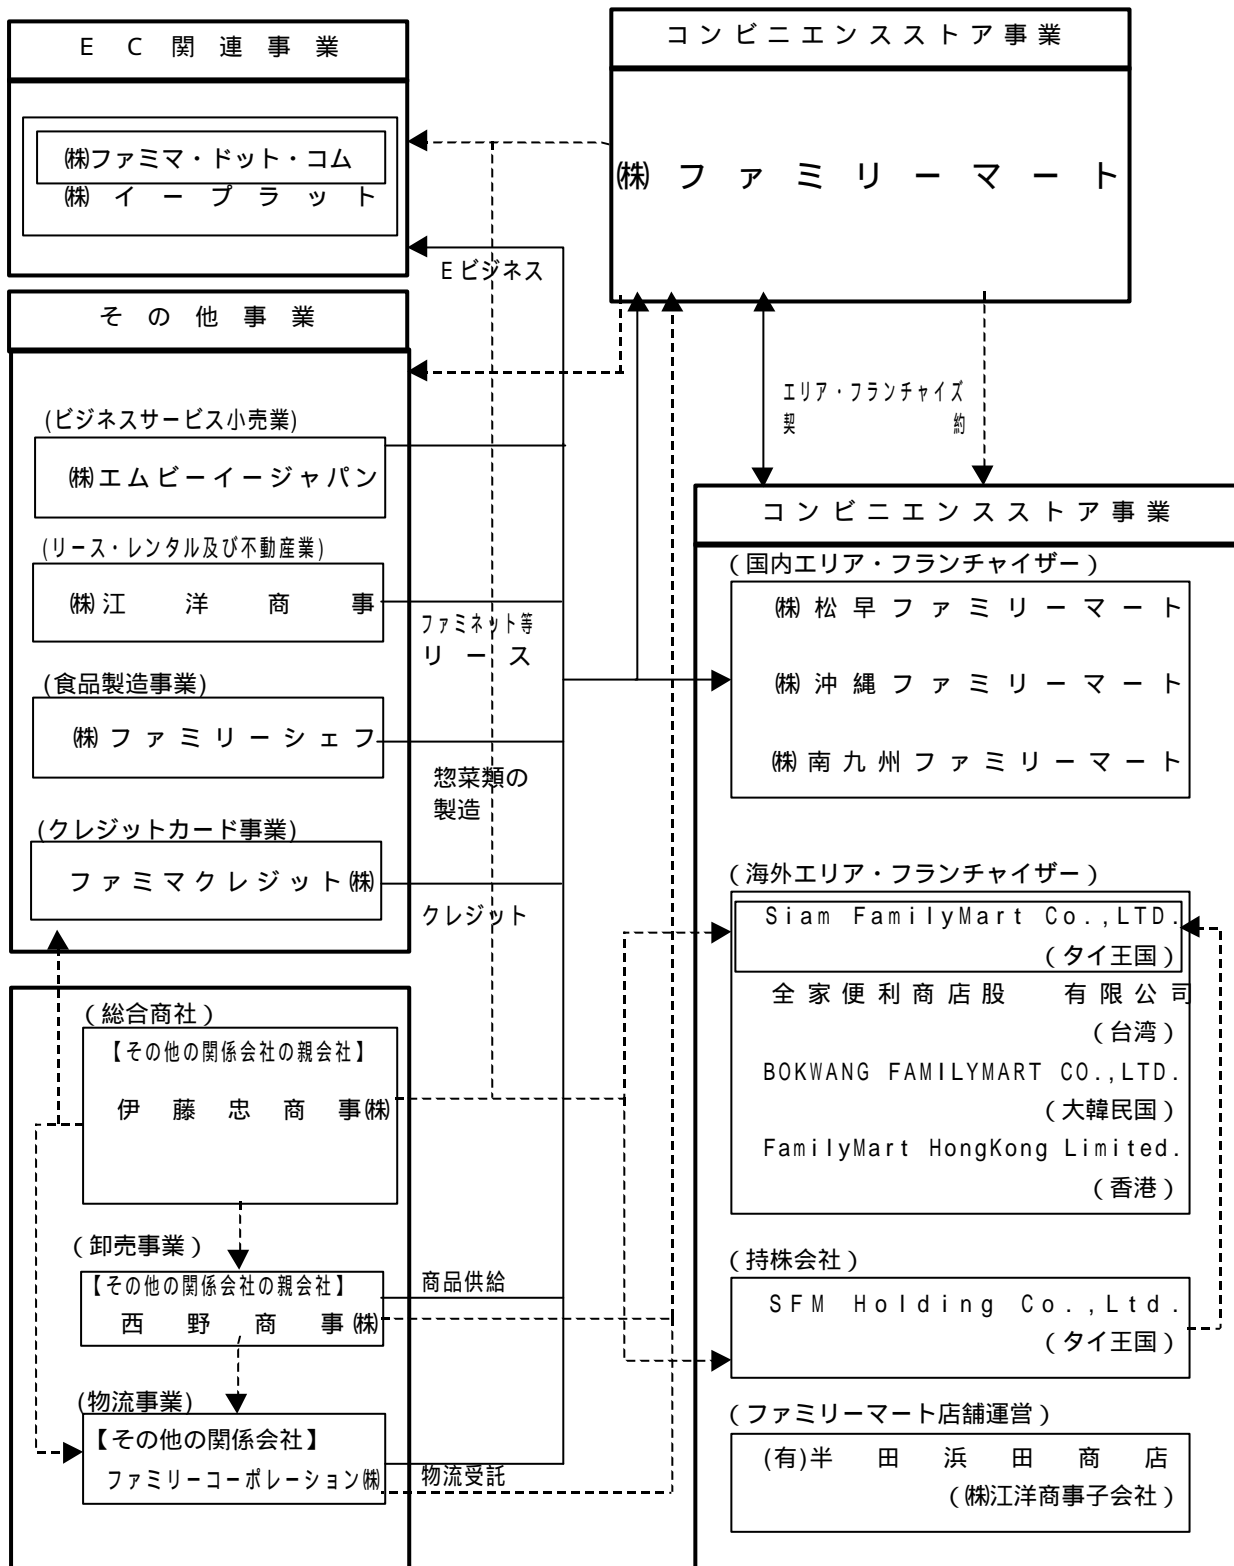 ＥＣ関連事業
㈱ファミマ・ドット・コム
㈱イープラット
コンビニエンスストア事業
㈱ファミリーマート
Ｅビジネス
その他事業
(ビジネスサービス小売業)
㈱エムビーイージャパン
(リース・レンタル及び不動産業)
㈱江洋商事
ファミネット等
リース
(食品製造事業)
㈱ファミリーシェフ
惣菜類の
製造
(クレジットカード事業)
ファミマクレジット㈱
クレジット
エリア・フランチャイズ
契約
コンビニエンスストア事業
（国内エリア・フランチャイザー）
㈱松早ファミリーマート
㈱沖縄ファミリーマート
㈱南九州ファミリーマート
（海外エリア・フランチャイザー）
Siam FamilyMart Co.,LTD.
（タイ王国）
全家便利商店股　有限公司
（台湾）
BOKWANG FAMILYMART CO.,LTD.
（大韓民国）
FamilyMart HongKong Limited.
（香港）
（持株会社）
SFM Holding Co.,Ltd.
（タイ王国）
（ファミリーマート店舗運営）
(有)半田浜田商店
（㈱江洋商事子会社）
（総合商社）
【その他の関係会社の親会社】
伊藤忠商事㈱
（卸売事業）
【その他の関係会社の親会社】
西野商事㈱
商品供給
(物流事業)
【その他の関係会社】
ファミリーコーポレーション㈱
物流受託